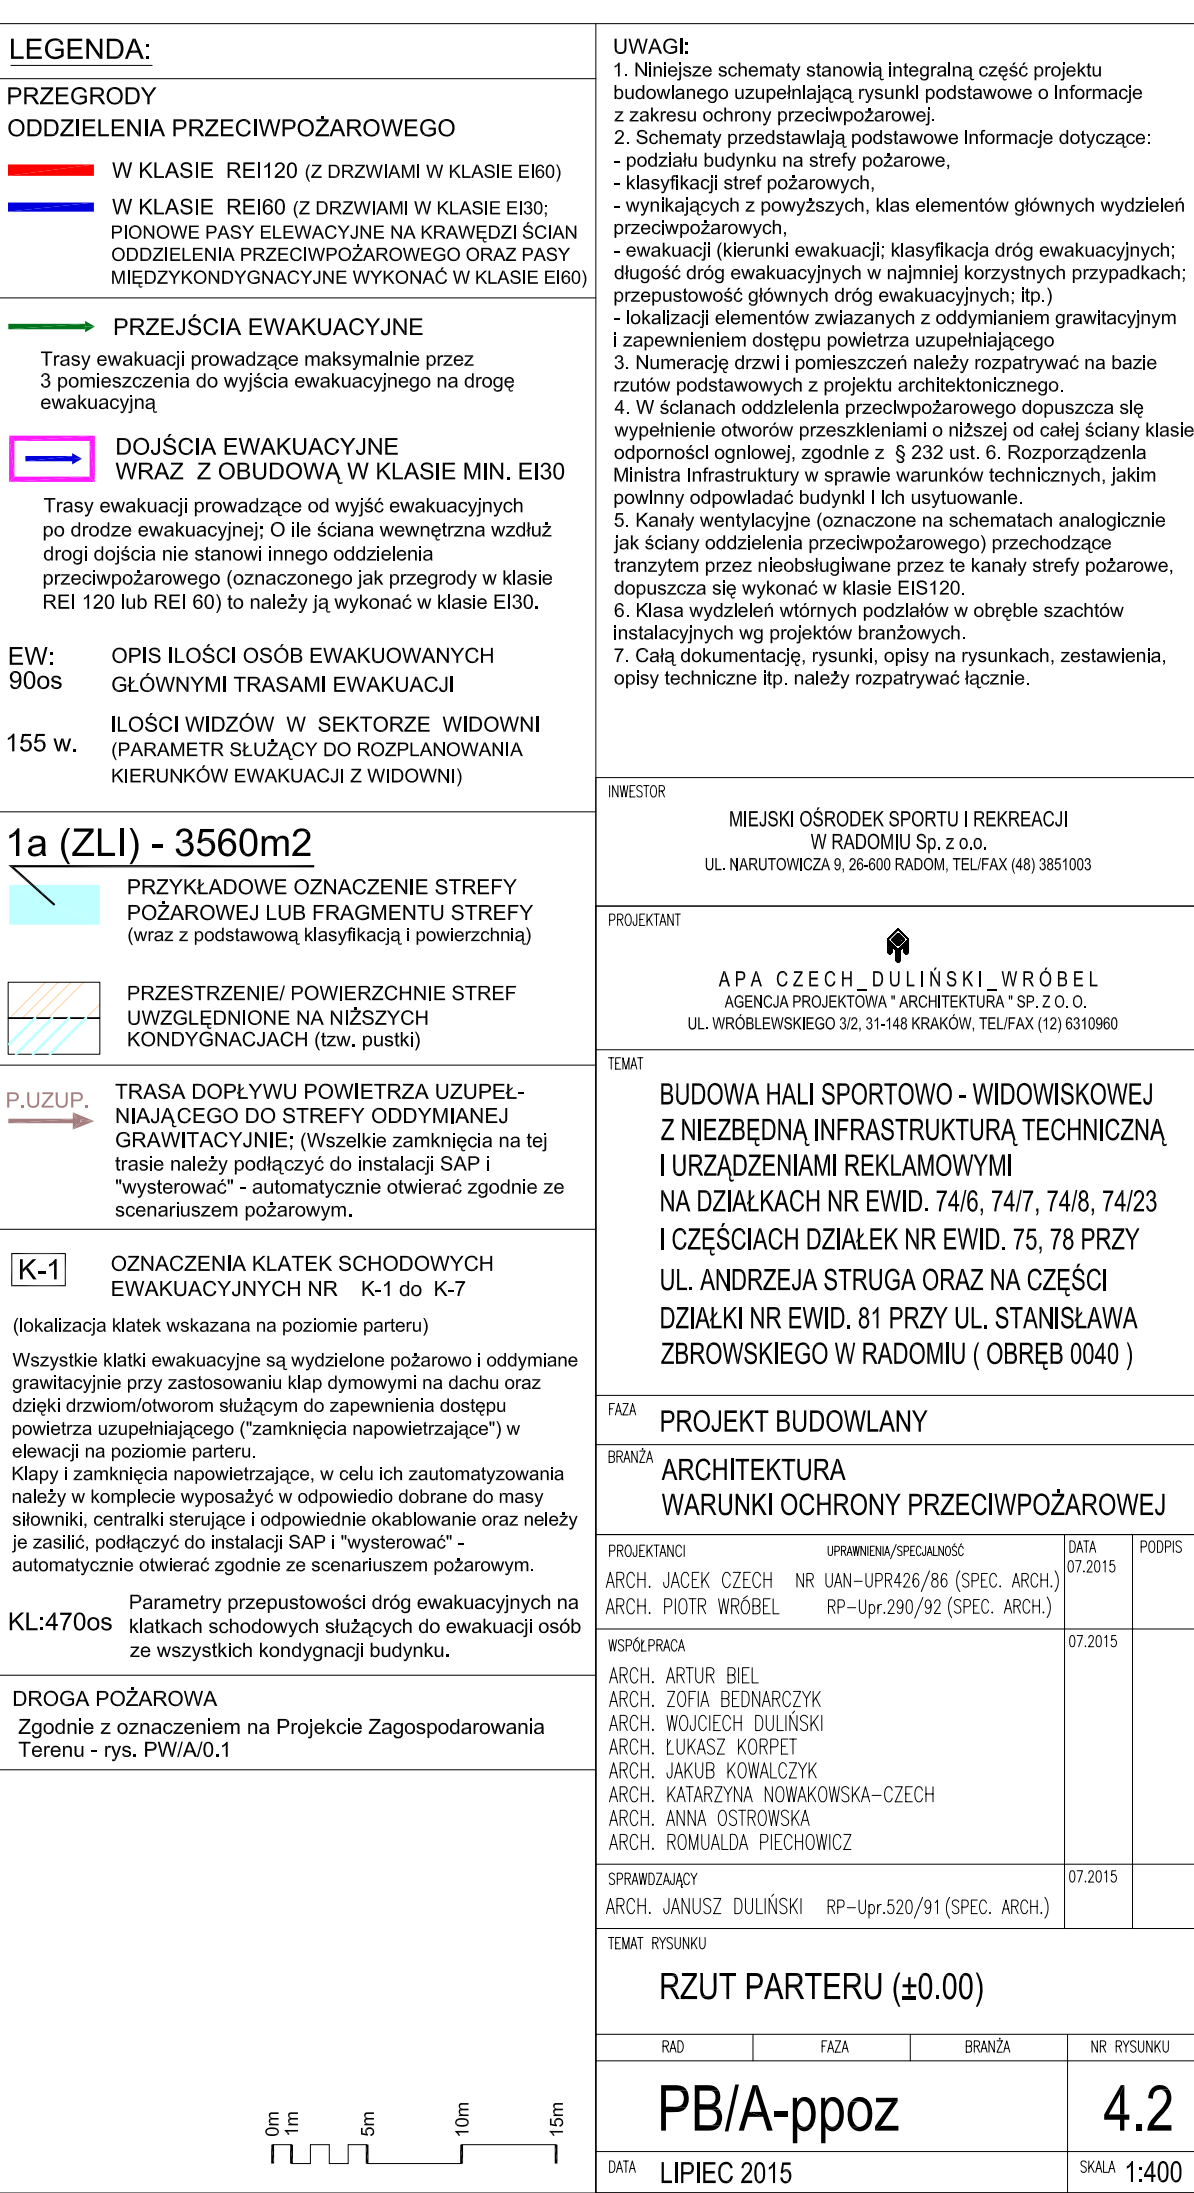 LEGENDA:
PRZEGRODY
ODDZIELENIA PRZECIWPOŻAROWEGO
W KLASIE REI120 (Z DRZWIAMI W KLASIE EI60)
W KLASIE REI60 (Z DRZWIAMI W KLASIE EI30;
PIONOWE PASY ELEWACYJNE NA KRAWĘDZI ŚCIAN
ODDZIELENIA PRZECIWPOŻAROWEGO ORAZ PASY
MIĘDZYKONDYGNACYJNE WYKONAĆ W KLASIE EI60)
PRZEJŚCIA EWAKUACYJNE
Trasy ewakuacji prowadzące maksymalnie przez
3 pomieszczenia do wyjścia ewakuacyjnego na drogę
ewakuacyjną
DOJŚCIA EWAKUACYJNE
WRAZ Z OBUDOWĄ W KLASIE MIN. EI30
Trasy ewakuacji prowadzące od wyjść ewakuacyjnych
po drodze ewakuacyjnej; O ile ściana wewnętrzna wzdłuż
drogi dojścia nie stanowi innego oddzielenia
przeciwpożarowego (oznaczonego jak przegrody w klasie
REI 120 lub REI 60) to należy ją wykonać w klasie EI30.
EW:
90os
OPIS ILOŚCI OSÓB EWAKUOWANYCH
GŁÓWNYMI TRASAMI EWAKUACJI
155 w.
ILOŚCI WIDZÓW W SEKTORZE WIDOWNI
(PARAMETR SŁUŻĄCY DO ROZPLANOWANIA
KIERUNKÓW EWAKUACJI Z WIDOWNI)
1a (ZLI) - 3560m2
PRZYKŁADOWE OZNACZENIE STREFY
POŻAROWEJ LUB FRAGMENTU STREFY
(wraz z podstawową klasyfikacją i powierzchnią)
PRZESTRZENIE/ POWIERZCHNIE STREF
UWZGLĘDNIONE NA NIŻSZYCH
KONDYGNACJACH (tzw. pustki)
P.UZUP.
TRASA DOPŁYWU POWIETRZA UZUPEŁ-
NIAJĄCEGO DO STREFY ODDYMIANEJ
GRAWITACYJNIE; (Wszelkie zamknięcia na tej
trasie należy podłączyć do instalacji SAP i
"wysterować" - automatycznie otwierać zgodnie ze
scenariuszem pożarowym.
K-1
OZNACZENIA KLATEK SCHODOWYCH
EWAKUACYJNYCH NR K-1 do K-7
(lokalizacja klatek wskazana na poziomie parteru)
Wszystkie klatki ewakuacyjne są wydzielone pożarowo i oddymiane
grawitacyjnie przy zastosowaniu klap dymowymi na dachu oraz
dzięki drzwiom/otworom służącym do zapewnienia dostępu
powietrza uzupełniającego ("zamknięcia napowietrzające") w
elewacji na poziomie parteru.
Klapy i zamknięcia napowietrzające, w celu ich zautomatyzowania
należy w komplecie wyposażyć w odpowiedio dobrane do masy
siłowniki, centralki sterujące i odpowiednie okablowanie oraz neleży
je zasilić, podłączyć do instalacji SAP i "wysterować" -
automatycznie otwierać zgodnie ze scenariuszem pożarowym.
KL:470os
Parametry przepustowości dróg ewakuacyjnych na
klatkach schodowych służących do ewakuacji osób
ze wszystkich kondygnacji budynku.
DROGA POŻAROWA
Zgodnie z oznaczeniem na Projekcie Zagospodarowania
Terenu - rys. PW/A/0.1
0m
1m
5m
10m
15m
UWAGI:
1. Niniejsze schematy stanowią integralną część projektu
budowlanego uzupełniającą rysunki podstawowe o Informacje
z zakresu ochrony przeciwpożarowej.
2. Schematy przedstawiają podstawowe Informacje dotyczące:
- podziału budynku na strefy pożarowe,
- klasyfikacji stref pożarowych,
- wynikających z powyższych, klas elementów głównych wydzieleń
przeciwpożarowych,
- ewakuacji (kierunki ewakuacji; klasyfikacja dróg ewakuacyjnych;
długość dróg ewakuacyjnych w najmniej korzystnych przypadkach;
przepustowość głównych dróg ewakuacyjnych; itp.)
- lokalizacji elementów zwiazanych z oddymianiem grawitacyjnym
i zapewnieniem dostępu powietrza uzupełniającego
3. Numerację drzwi i pomieszczeń należy rozpatrywać na bazie
rzutów podstawowych z projektu architektonicznego.
4. W ścianach oddzielenia przeciwpożarowego dopuszcza się
wypełnienie otworów przeszkleniami o niższej od całej ściany klasie
odporności ogniowej, zgodnie z § 232 ust. 6. Rozporządzenia
Ministra Infrastruktury w sprawie warunków technicznych, jakim
powinny odpowiadać budynki I Ich usytuowanie.
5. Kanały wentylacyjne (oznaczone na schematach analogicznie
jak ściany oddzielenia przeciwpożarowego) przechodzące
tranzytem przez nieobsługiwane przez te kanały strefy pożarowe,
dopuszcza się wykonać w klasie EIS120.
6. Klasa wydzieleń wtórnych podziałów w obrębie szachtów
instalacyjnych wg projektów branżowych.
7. Całą dokumentację, rysunki, opisy na rysunkach, zestawienia,
opisy techniczne itp. należy rozpatrywać łącznie.
INWESTOR
MIEJSKI OŚRODEK SPORTU I REKREACJI
W RADOMIU Sp. z o.o.
UL. NARUTOWICZA 9, 26-600 RADOM, TEL/FAX (48) 3851003
PROJEKTANT
APA CZECH_DULIŃSKI_WRÓBEL
AGENCJA PROJEKTOWA " ARCHITEKTURA " SP. Z O. O.
UL. WRÓBLEWSKIEGO 3/2, 31-148 KRAKÓW, TEL/FAX (12) 6310960
TEMAT
BUDOWA HALI SPORTOWO - WIDOWISKOWEJ
Z NIEZBĘDNĄ INFRASTRUKTURĄ TECHNICZNĄ
I URZĄDZENIAMI REKLAMOWYMI
NA DZIAŁKACH NR EWID. 74/6, 74/7, 74/8, 74/23
I CZĘŚCIACH DZIAŁEK NR EWID. 75, 78 PRZY
UL. ANDRZEJA STRUGA ORAZ NA CZĘŚCI
DZIAŁKI NR EWID. 81 PRZY UL. STANISŁAWA
ZBROWSKIEGO W RADOMIU ( OBRĘB 0040 )
FAZA
PROJEKT BUDOWLANY
BRANŻA
ARCHITEKTURA
WARUNKI OCHRONY PRZECIWPOŻAROWEJ
PROJEKTANCI UPRAWNIENIA/SPECJALNOŚĆ DATA PODPIS
07.2015
ARCH. JACEK CZECH NR UAN-UPR426/86 (SPEC. ARCH.)
ARCH. PIOTR WRÓBEL RP-Upr.290/92 (SPEC. ARCH.)
WSPÓŁPRACA 07.2015
ARCH. ARTUR BIEL
ARCH. ZOFIA BEDNARCZYK
ARCH. WOJCIECH DULIŃSKI
ARCH. ŁUKASZ KORPET
ARCH. JAKUB KOWALCZYK
ARCH. KATARZYNA NOWAKOWSKA-CZECH
ARCH. ANNA OSTROWSKA
ARCH. ROMUALDA PIECHOWICZ
SPRAWDZAJĄCY 07.2015
ARCH. JANUSZ DULIŃSKI RP-Upr.520/91 (SPEC. ARCH.)
TEMAT RYSUNKU
RZUT PARTERU (±0.00)
RAD FAZA BRANŻA NR RYSUNKU
PB/A-ppoz 4.2
DATA LIPIEC 2015 SKALA 1:400